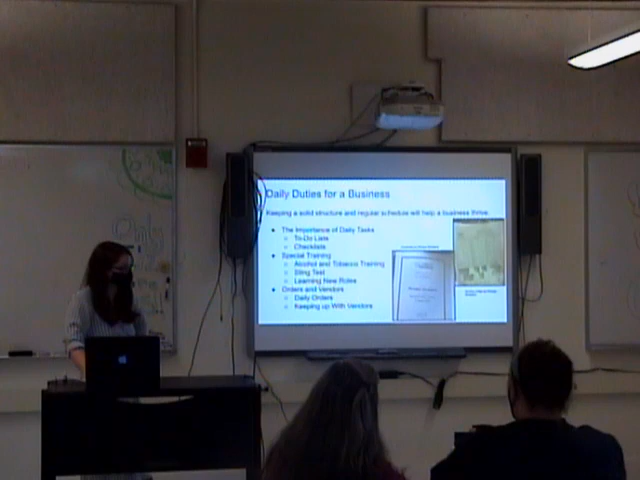 Daily Duties for a Business
Keeping a solid structure and regular schedule will help a business thrive.
● The Importance of Daily Tasks
○ To-Do Lists
○ Checklists
● Special Training
○ Alcohol and Tobacco Training
○ Sting Test
○ Learning New Roles
● Orders and Vendors
○ Daily Orders
○ Keeping up With Vendors
Only